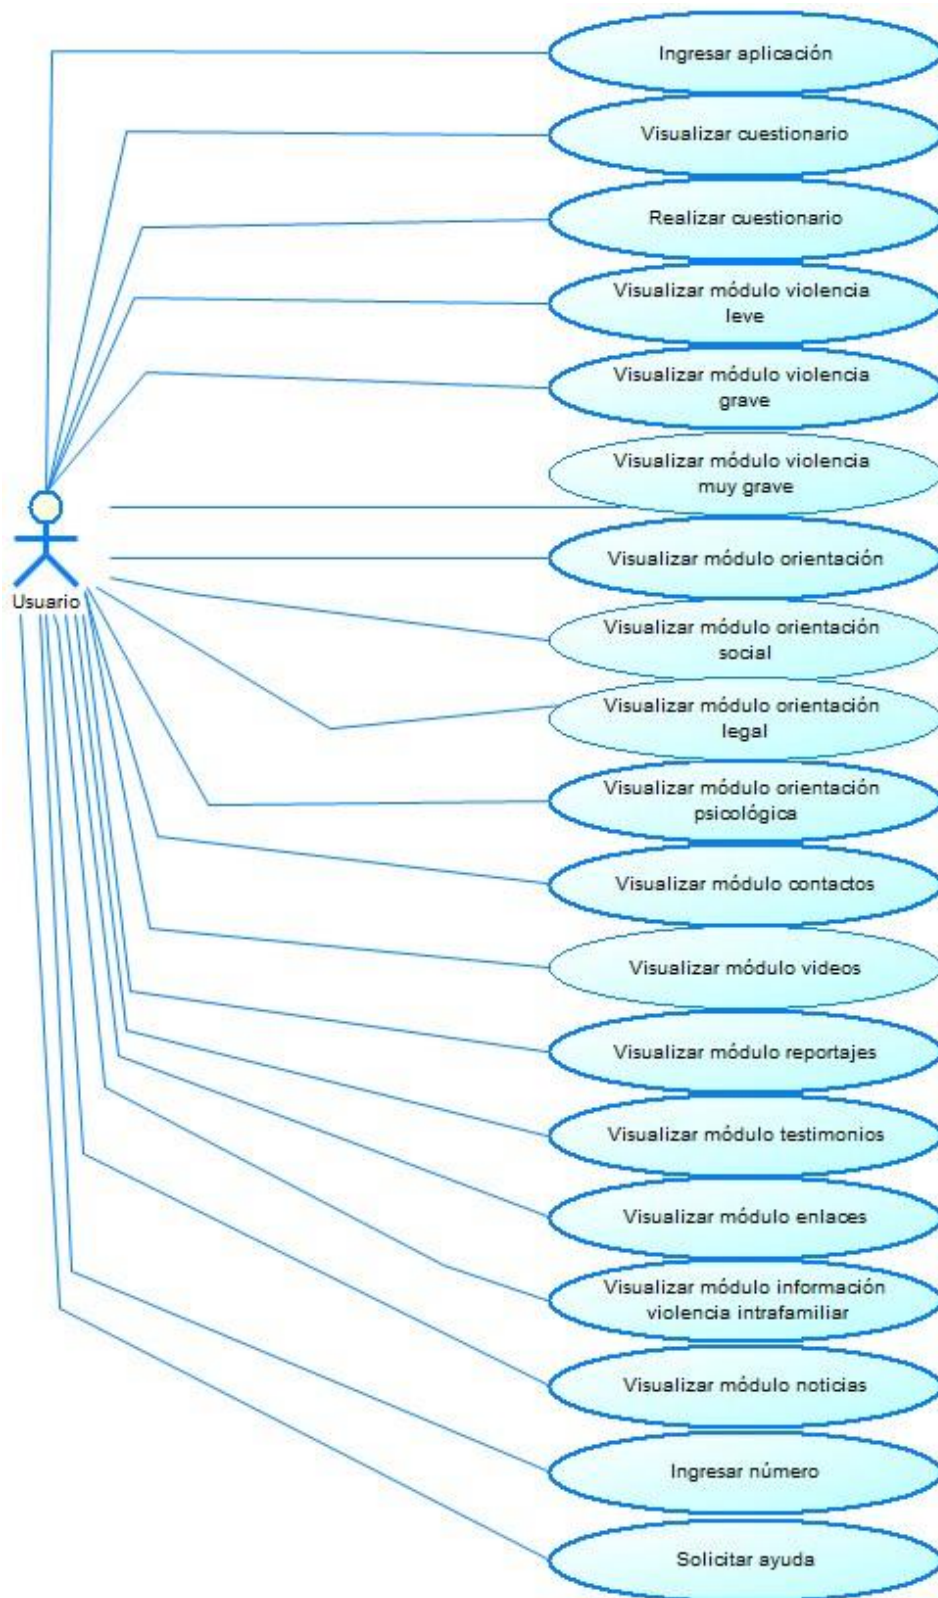 Ingresar aplicación
Visualizar cuestionario
Realizar cuestionario
Visualizar módulo violencia
leve
Visualizar módulo violencia
grave
Visualizar módulo violencia
muy grave
Visualizar módulo orientación
Usuario
Visualizar módulo orientación
social
Visualizar módulo orientación
legal
Visualizar módulo orientación
psicológica
Visualizar módulo contactos
Visualizar módulo videos
Visualizar módulo reportajes
Visualizar módulo testimonios
Visualizar módulo enlaces
Visualizar módulo información
violencia intrafamiliar
Visualizar módulo noticias
Ingresar número
Solicitar ayuda